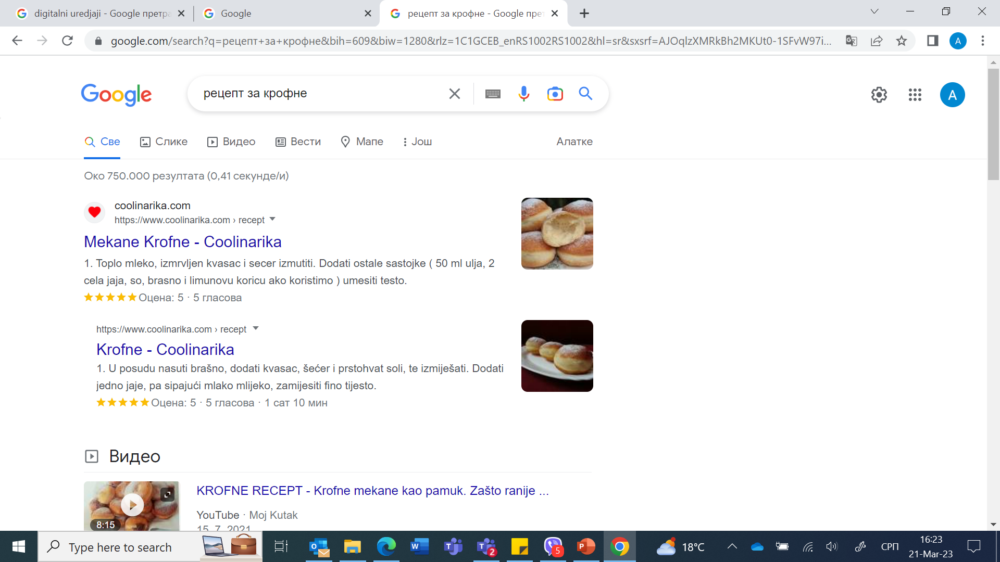 digitalni uredjaji - Google претра
Google
рецепт за крофне - Google прет
google.com/search?q=рецепт+за+крофне&bih=609&biw=1280&rlz=1C1GCEB_enRS1002RS1002&hl=sr&sxsrf=AJOqlzXMRkBh2MKUt0-1SFvW97i...
A
Google
рецепт за крофне
A
Све
Слике
Видео
Вести
Мапе
Још
Алатке
Око 750.000 резултата (0,41 секунде/и)
coolinarika.com
https://www.coolinarika.com › recept
Mekane Krofne - Coolinarika
1. Toplo mleko, izmrvljen kvasac i secer izmutiti. Dodati ostale sastojke ( 50 ml ulja, 2
cela jaja, so, brasno i limunovu koricu ako koristimo ) umesiti testo.
Оцена: 5 · 5 гласова
https://www.coolinarika.com › recept
Krofne - Coolinarika
1. U posudu nasuti brašno, dodati kvasac, šećer i prstohvat soli, te izmiješati. Dodati
jedno jaje, pa sipajući mlako mlijeko, zamijesiti fino tijesto.
Оцена: 5 · 5 гласова · 1 сат 10 мин
Видео
KROFNE RECEPT - Krofne mekane kao pamuk. Zašto ranije ...
8:15
YouTube · Moj Kutak
15. 7. 2021.
Type here to search
2
5
18°C
СРП
16:23
21-Mar-23